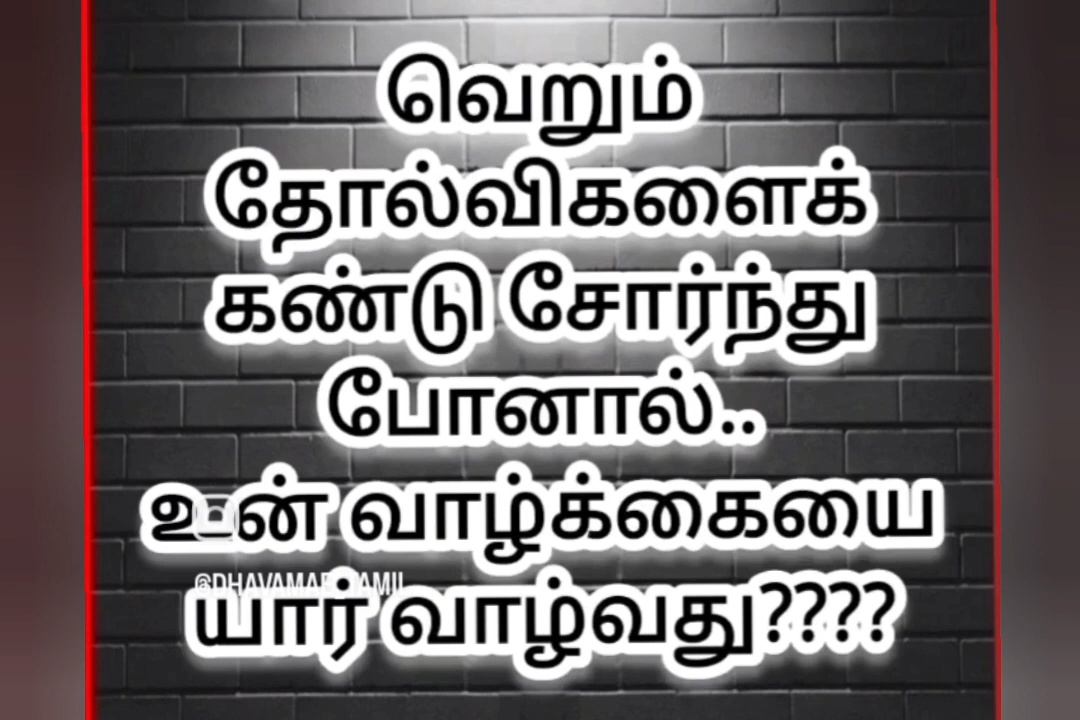 வெறும்
தோல்விகளைக்
கண்டு சோர்ந்து
போனால்..
உன் வாழ்க்கையை
யார் வாழ்வது????